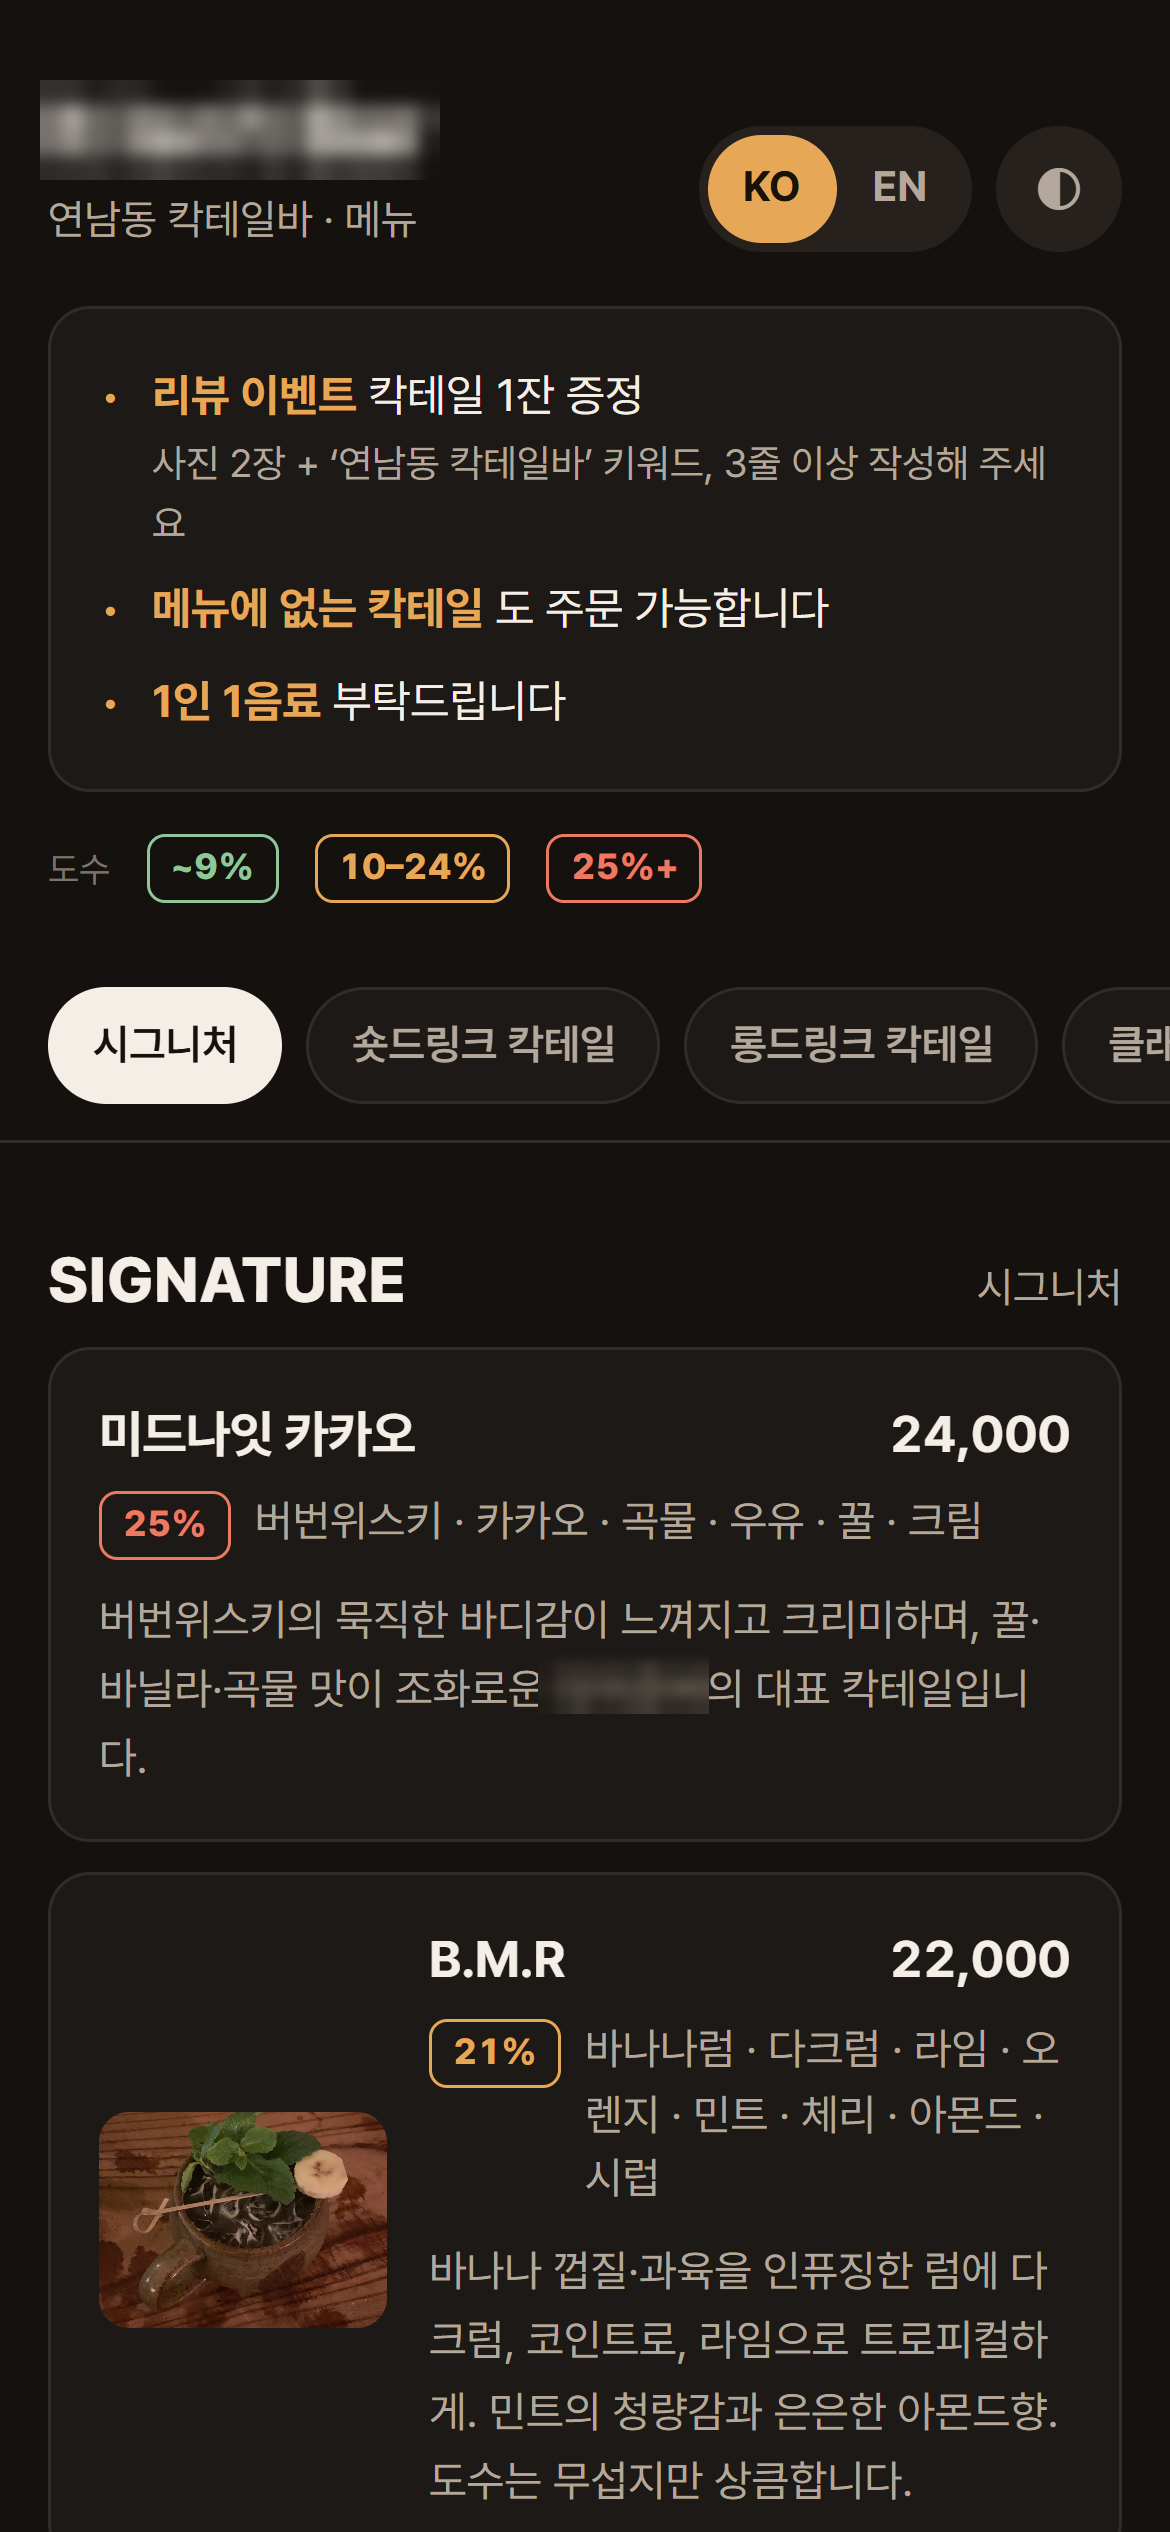 연남동 칵테일바 · 메뉴
KO EN
• 리뷰 이벤트 칵테일 1잔 증정
사진 2장 + ‘연남동 칵테일바’ 키워드, 3줄 이상 작성해 주세
요
• 메뉴에 없는 칵테일 도 주문 가능합니다
• 1인 1음료 부탁드립니다
도수 ~9% 10–24% 25%+
시그니처 숏드링크 칵테일 롱드링크 칵테일 클래
SIGNATURE 시그니처
미드나잇 카카오 24,000
25% 버번위스키 · 카카오 · 곡물 · 우유 · 꿀 · 크림
버번위스키의 묵직한 바디감이 느껴지고 크리미하며, 꿀·
바닐라·곡물 맛이 조화로운 의 대표 칵테일입니
다.
B.M.R 22,000
21% 바나나럼 · 다크럼 · 라임 · 오
렌지 · 민트 · 체리 · 아몬드 ·
시럽
바나나 껍질·과육을 인퓨징한 럼에 다
크럼, 코인트로, 라임으로 트로피컬하
게. 민트의 청량감과 은은한 아몬드향.
도수는 무섭지만 상큼합니다.